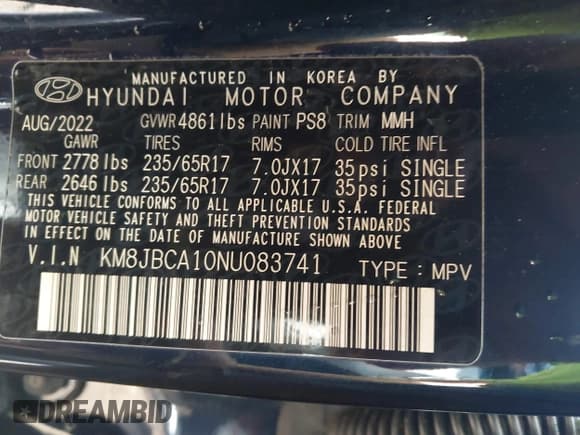 MANUFACTURED IN KOREA BY
HYUNDAI MOTOR COMPANY
AUG/2022 GVWR 4861 lbs PAINT PS8 TRIM MMH
GAWR TIRES RIMS COLD TIRE INFL
FRONT 2778 lbs 235/65R17 7.0JX17 35psi SINGLE
REAR 2646 lbs 235/65R17 7.0JX17 35psi SINGLE
THIS VEHICLE CONFORMS TO ALL APPLICABLE U.S.A. FEDERAL
MOTOR VEHICLE SAFETY AND THEFT PREVENTION STANDARDS
IN EFFECT ON THE DATE OF MANUFACTURE SHOWN ABOVE.
V.I.N KM8JBCA10NU083741 TYPE : MPV
DREAMBID